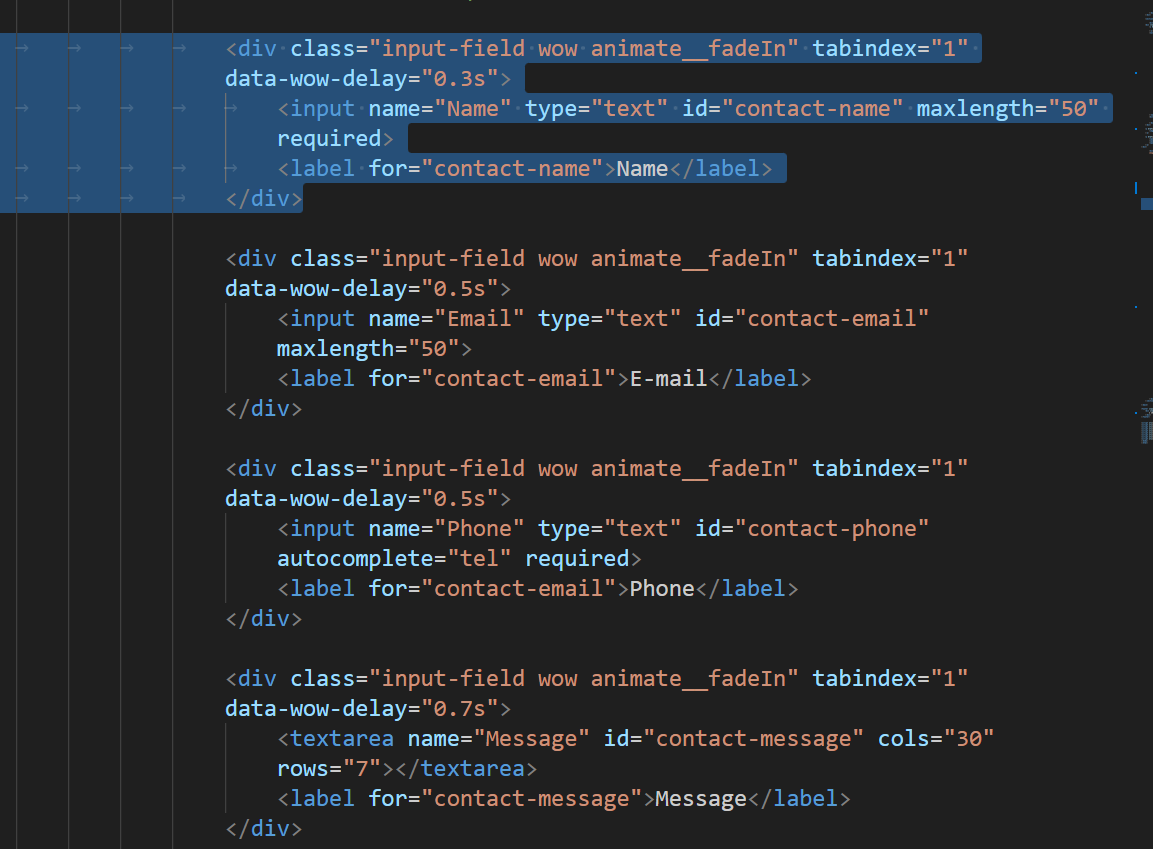 <div class="input-field wow animate__fadeIn" tabindex="1"
data-wow-delay="0.3s">
<input name="Name" type="text" id="contact-name" maxlength="50"
required>
<label for="contact-name">Name</label>
</div>
<div class="input-field wow animate__fadeIn" tabindex="1"
data-wow-delay="0.5s">
<input name="Email" type="text" id="contact-email"
maxlength="50">
<label for="contact-email">E-mail</label>
</div>
<div class="input-field wow animate__fadeIn" tabindex="1"
data-wow-delay="0.5s">
<input name="Phone" type="text" id="contact-phone"
autocomplete="tel" required>
<label for="contact-email">Phone</label>
</div>
<div class="input-field wow animate__fadeIn" tabindex="1"
data-wow-delay="0.7s">
<textarea name="Message" id="contact-message" cols="30"
rows="7"></textarea>
<label for="contact-message">Message</label>
</div>